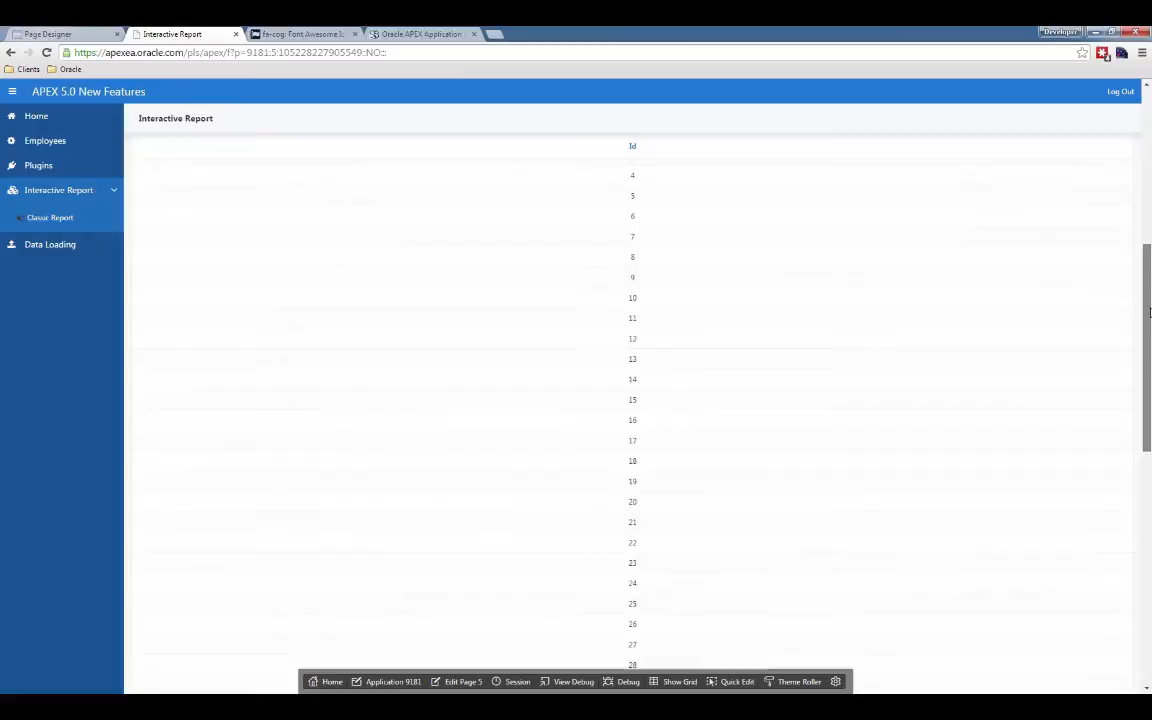 Page Designer
Interactive Report
fa-cog: Font Awesome I
Oracle APEX Application
Developer
https://apexea.oracle.com/pls/apex/f?p=9181:5:105228227905549::NO:::
Clients
Oracle
APEX 5.0 New Features
Log Out
Home
Employees
Plugins
Interactive Report
Classic Report
Data Loading
Interactive Report
Id
4
5
6
7
8
9
10
11
12
13
14
15
16
17
18
19
20
21
22
23
24
25
26
27
28
Home
Application 9181
Edit Page 5
Session
View Debug
Debug
Show Grid
Quick Edit
Theme Roller